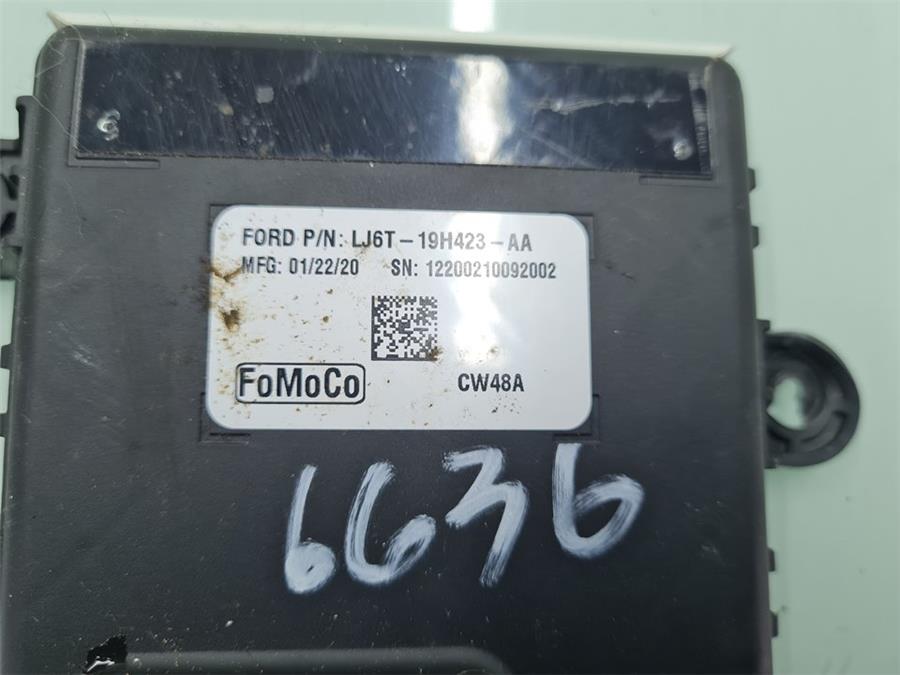 FORD P/N: LJ6T-19H423-AA
MFG: 01/22/20 SN: 12200210092002
FoMoCo
CW48A
6636